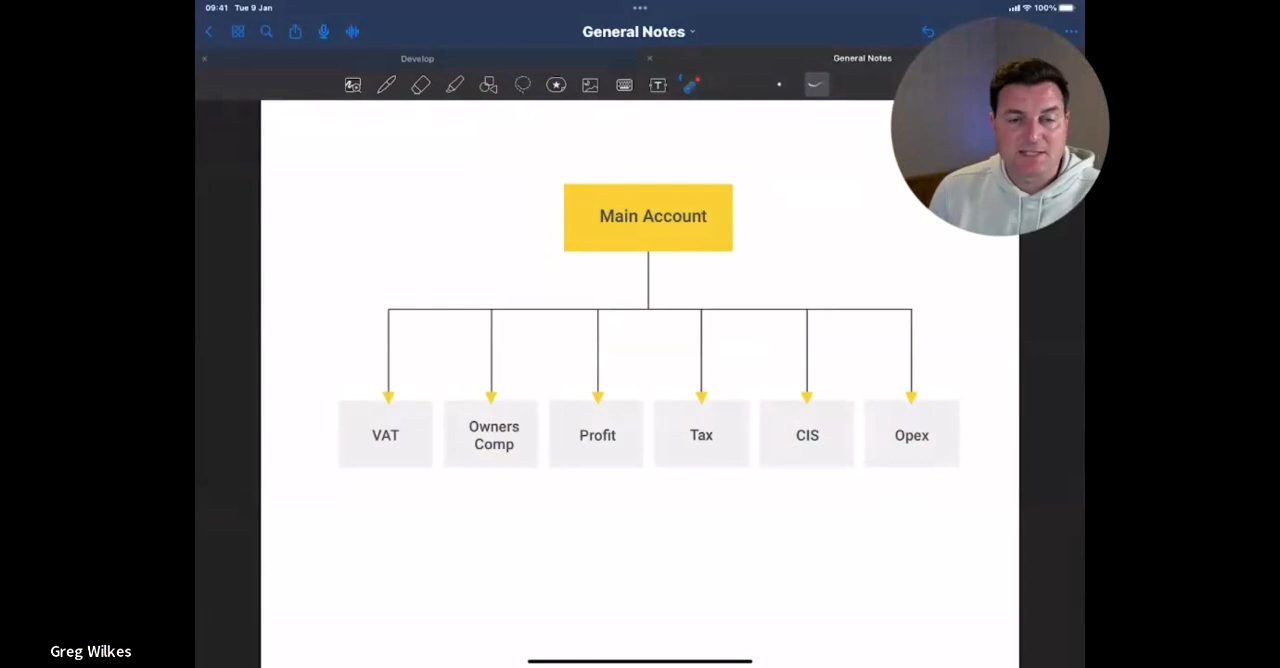 09:41 Tue 9 Jan
100%
General Notes
Develop
General Notes
T
Main Account
VAT
Owners
Comp
Profit
Tax
CIS
Opex
Greg Wilkes